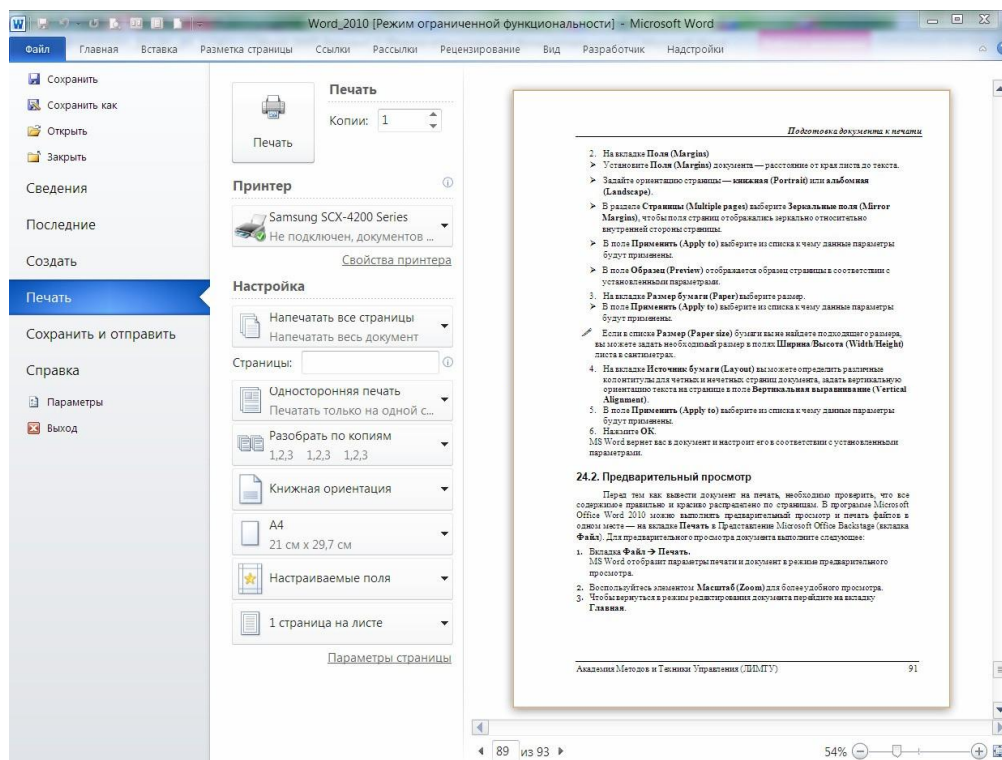 Word_2010 [Режим ограниченной функциональности] - Microsoft Word
Файл Главная Вставка Разметка страницы Ссылки Рассылки Рецензирование Вид Разработчик Надстройки
Сохранить
Сохранить как
Открыть
Закрыть
Сведения
Последние
Создать
Печать
Сохранить и отправить
Справка
Параметры
Выход
Печать
Копии: 1
Печать
Принтер
Samsung SCX-4200 Series
Не подключен, документов ...
Свойства принтера
Настройка
Напечатать все страницы
Напечатать весь документ
Страницы:
Односторонняя печать
Печатать только на одной с...
Разобрать по копиям
1,2,3 1,2,3 1,2,3
Книжная ориентация
A4
21 см x 29,7 см
Настраиваемые поля
1 страница на листе
Параметры страницы
Подготовка документа к печати
2. На вкладке Поля (Margins)
➢ Установите Поля (Margins) документа — расстояние от края листа до текста.
➢ Задайте ориентацию страницы — книжная (Portrait) или альбомная
(Landscape).
➢ В разделе Страницы (Multiple pages) выберите Зеркальные поля (Mirror
Margins), чтобы поля страниц отображались зеркально относительно
внутренней стороны страницы.
➢ В поле Применить (Apply to) выберите из списка к чему данные параметры
будут применены.
➢ В поле Образец (Preview) отображается образец страницы в соответствии с
установленными параметрами.
3. На вкладке Размер бумаги (Paper) выберите размер.
➢ В поле Применить (Apply to) выберите из списка к чему данные параметры
будут применены.
Если в списке Размер (Paper size) бумаги вы не найдете подходящего размера,
вы можете задать необходимый размер в полях Ширина/Высота (Width/Height)
листа в сантиметрах.
4. На вкладке Источник бумаги (Layout) вы можете определить различные
колонтитулы для четных и нечетных страниц документа, задать вертикальную
ориентацию текста на странице в поле Вертикальная выравнивание (Vertical
Alignment).
5. В поле Применить (Apply to) выберите из списка к чему данные параметры
будут применены.
6. Нажмите OK.
MS Word вернет вас в документ и настроит его в соответствии с установленными
параметрами.
24.2. Предварительный просмотр
Перед тем как вывести документ на печать, необходимо проверить, что все
содержимое правильно и красиво распределено по страницам. В программе Microsoft
Office Word 2010 можно выполнять предварительный просмотр и печать файлов в
одном месте — на вкладке Печать в Представление Microsoft Office Backstage (вкладка
Файл). Для предварительного просмотра документа выполните следующее:
1. Вкладка Файл → Печать.
MS Word отобразит параметры печати и документ в режиме предварительного
просмотра.
2. Воспользуйтесь элементом Масштаб (Zoom) для более удобного просмотра.
3. Чтобы вернуться в режим редактирования документа перейдите на вкладку
Главная.
Академия Методов и Техники Управления (ЛИМТУ) 91
89 из 93
54%